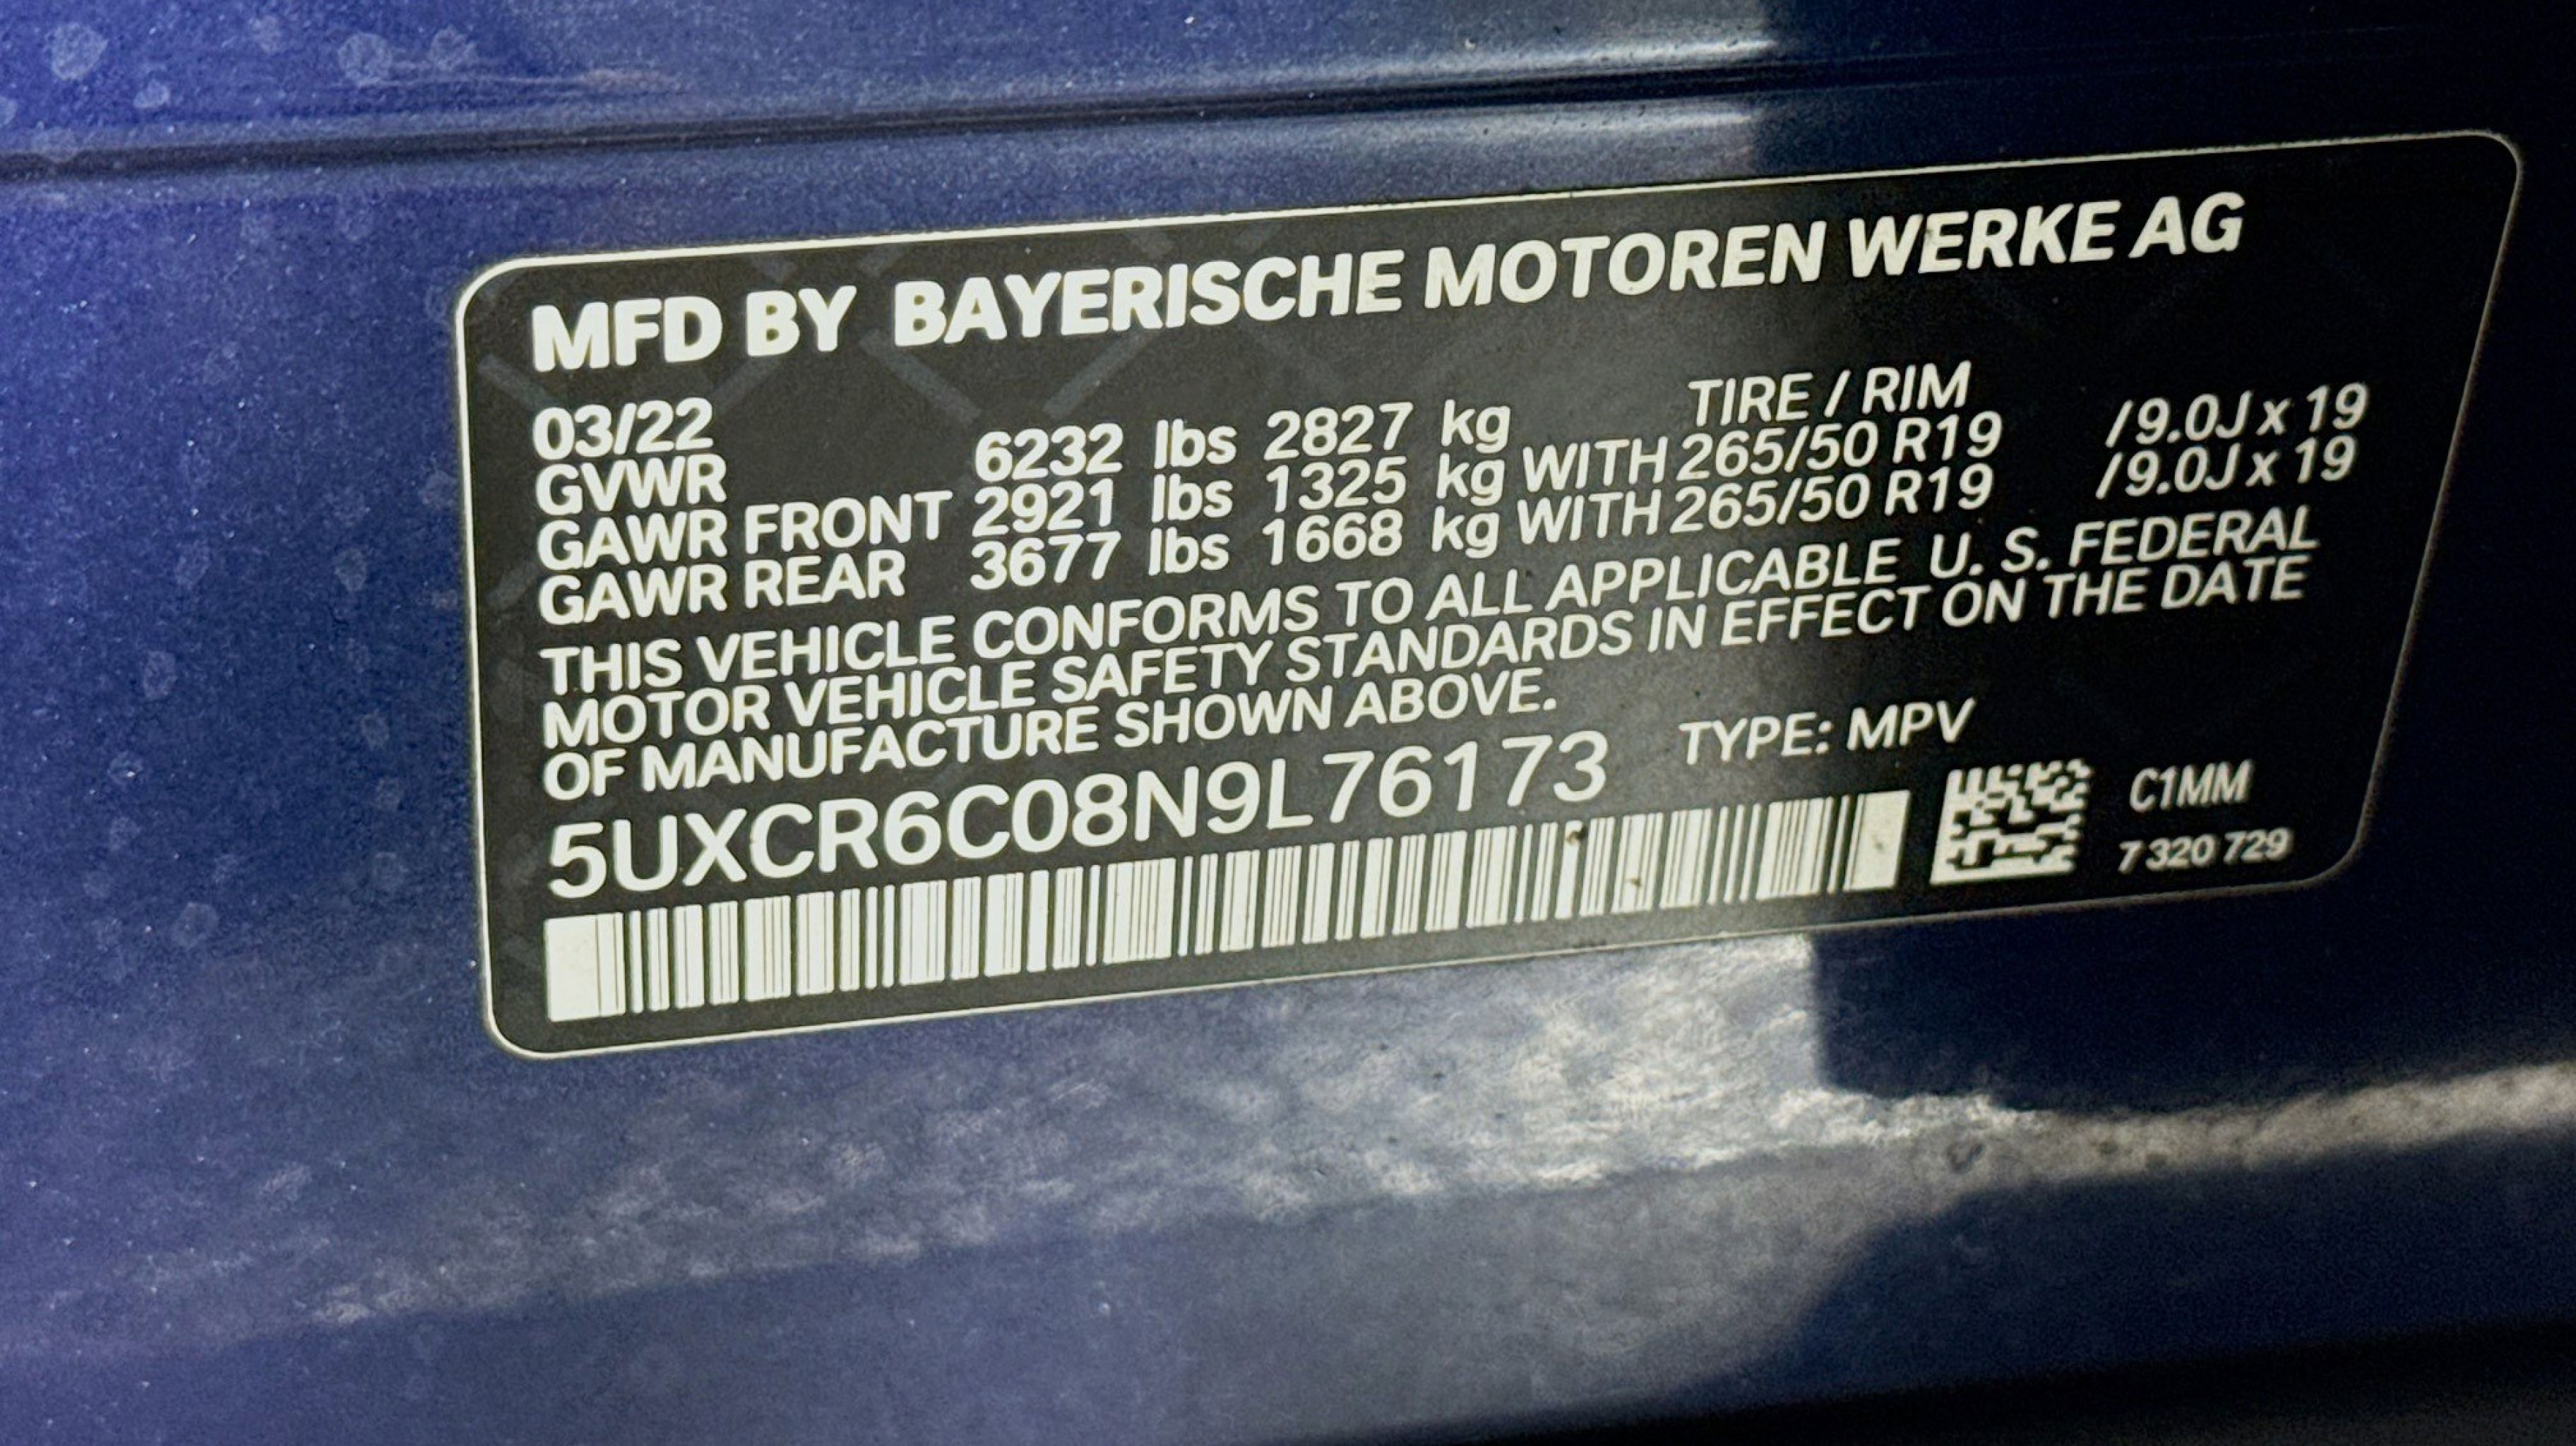 MFD BY BAYERISCHE MOTOREN WERKE AG
03/22 TIRE / RIM
GVWR 6232 lbs 2827 kg
GAWR FRONT 2921 lbs 1325 kg WITH 265/50 R19 /9.0J x 19
GAWR REAR 3677 lbs 1668 kg WITH 265/50 R19 /9.0J x 19
THIS VEHICLE CONFORMS TO ALL APPLICABLE U. S. FEDERAL
MOTOR VEHICLE SAFETY STANDARDS IN EFFECT ON THE DATE
OF MANUFACTURE SHOWN ABOVE.
5UXCR6C08N9L76173 TYPE: MPV
C1MM
7 320 729